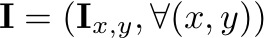 I = (I_{x,y}, ∀(x, y))